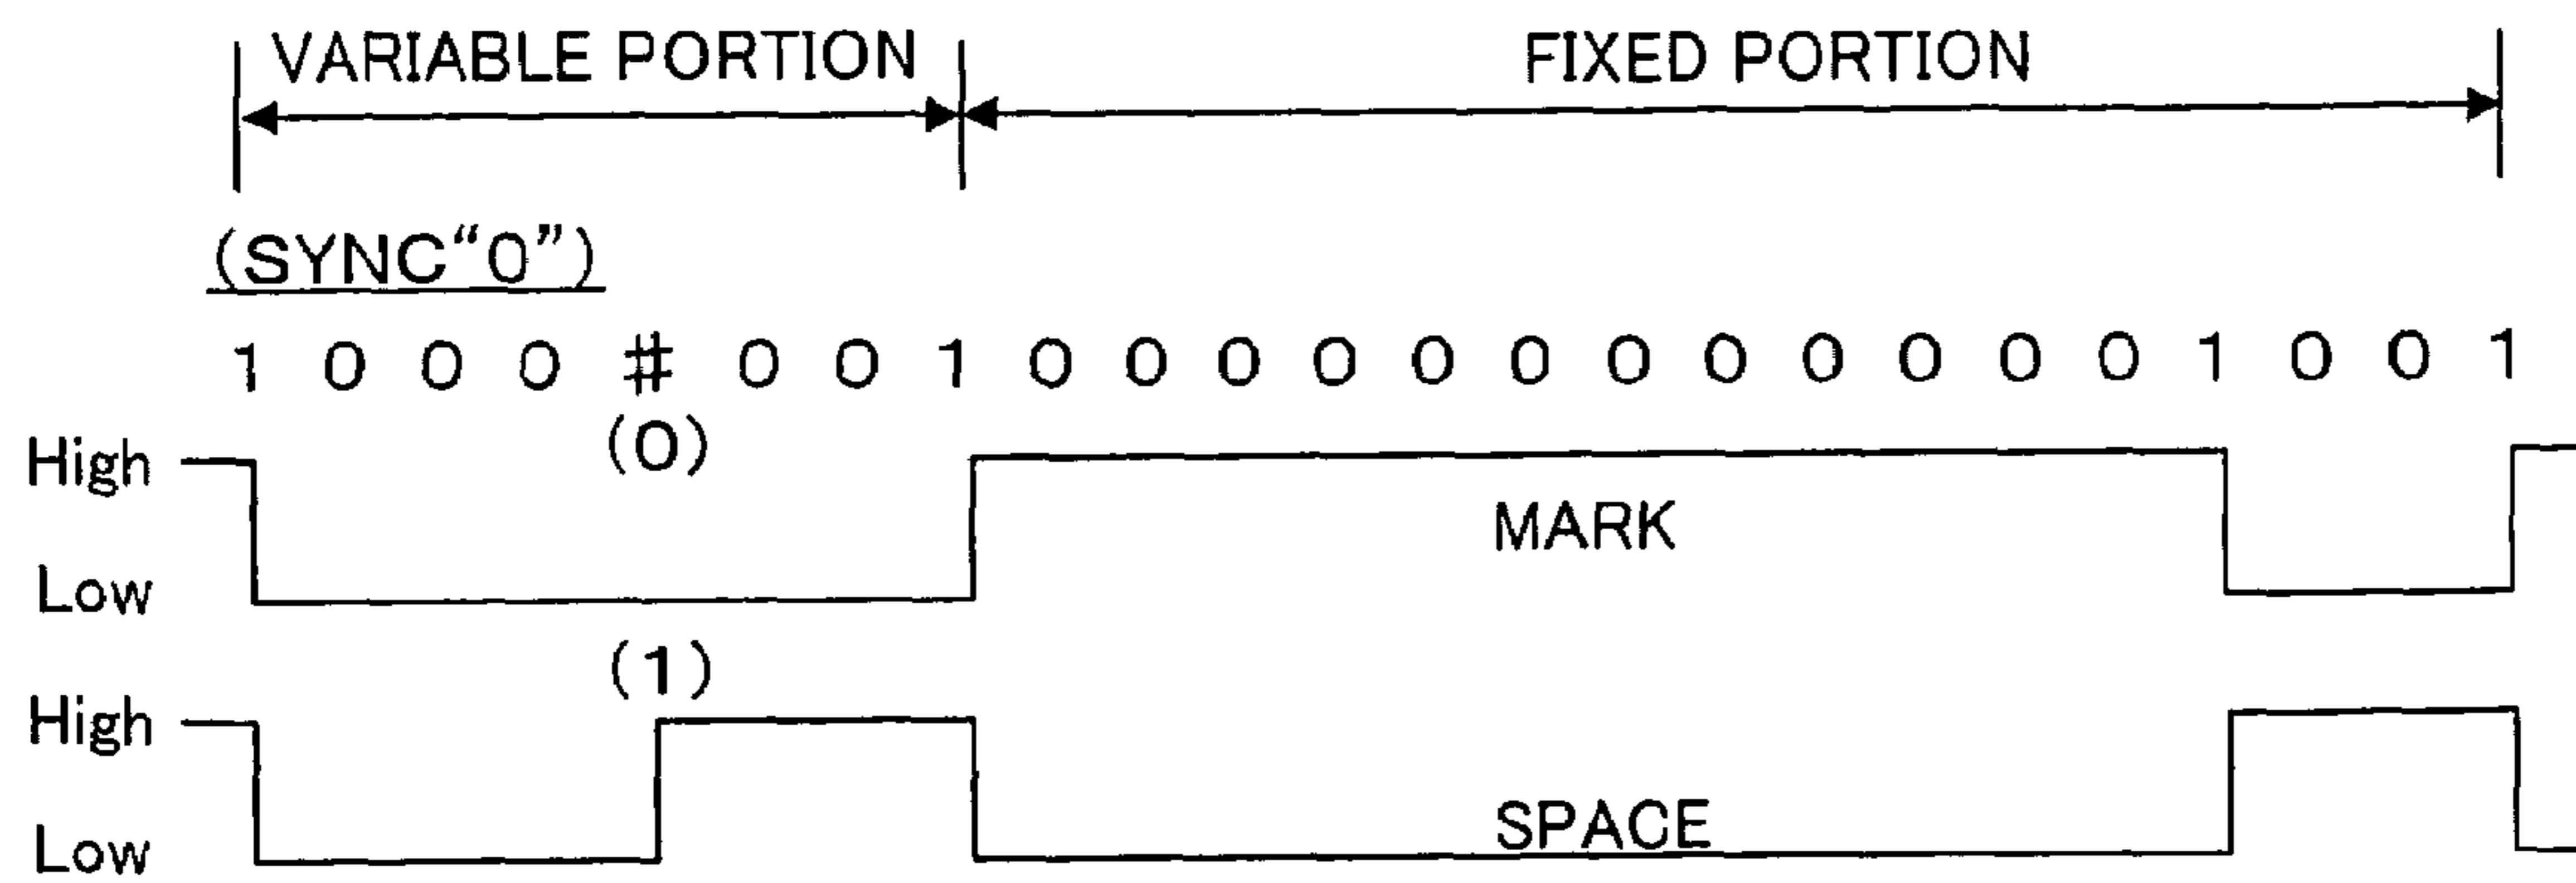 VARIABLE PORTION FIXED PORTION
(SYNC“0”)
1 0 0 0 # 0 0 1 0 0 0 0 0 0 0 0 0 0 0 0 1 0 0 1
(0)
High
MARK
Low
(1)
High
SPACE
Low